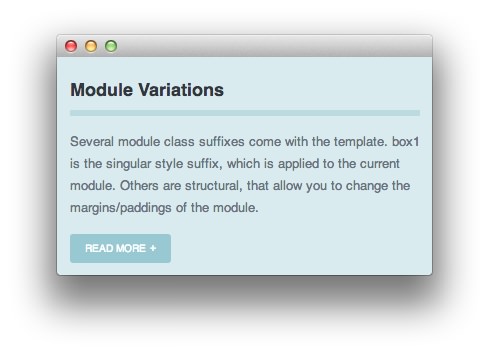 Module Variations
Several module class suffixes come with the template. box1
is the singular style suffix, which is applied to the current
module. Others are structural, that allow you to change the
margins/paddings of the module.
READ MORE +